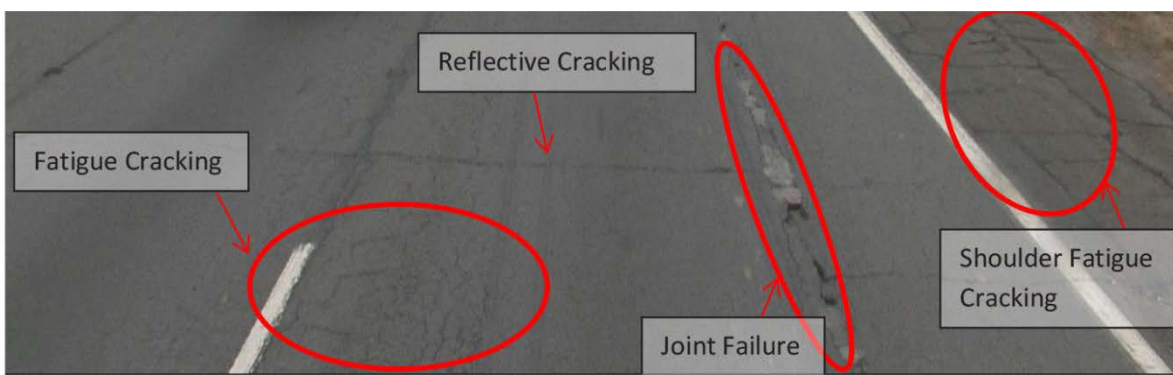 Reflective Cracking
Fatigue Cracking
Shoulder Fatigue
Cracking
Joint Failure